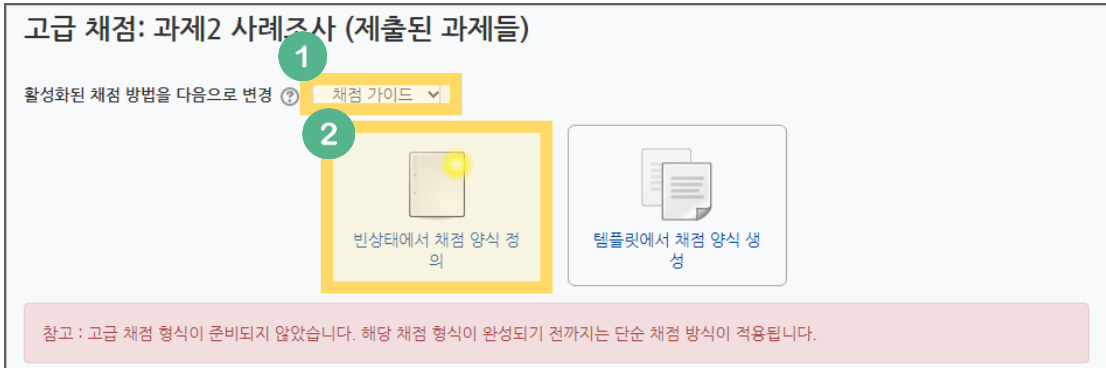 고급 채점: 과제2 사례조사 (제출된 과제들)
1
활성화된 채점 방법을 다음으로 변경 ? 채점 가이드
2
빈상태에서 채점 양식 정
의
템플릿에서 채점 양식 생
성
참고 : 고급 채점 형식이 준비되지 않았습니다. 해당 채점 형식이 완성되기 전까지는 단순 채점 방식이 적용됩니다.